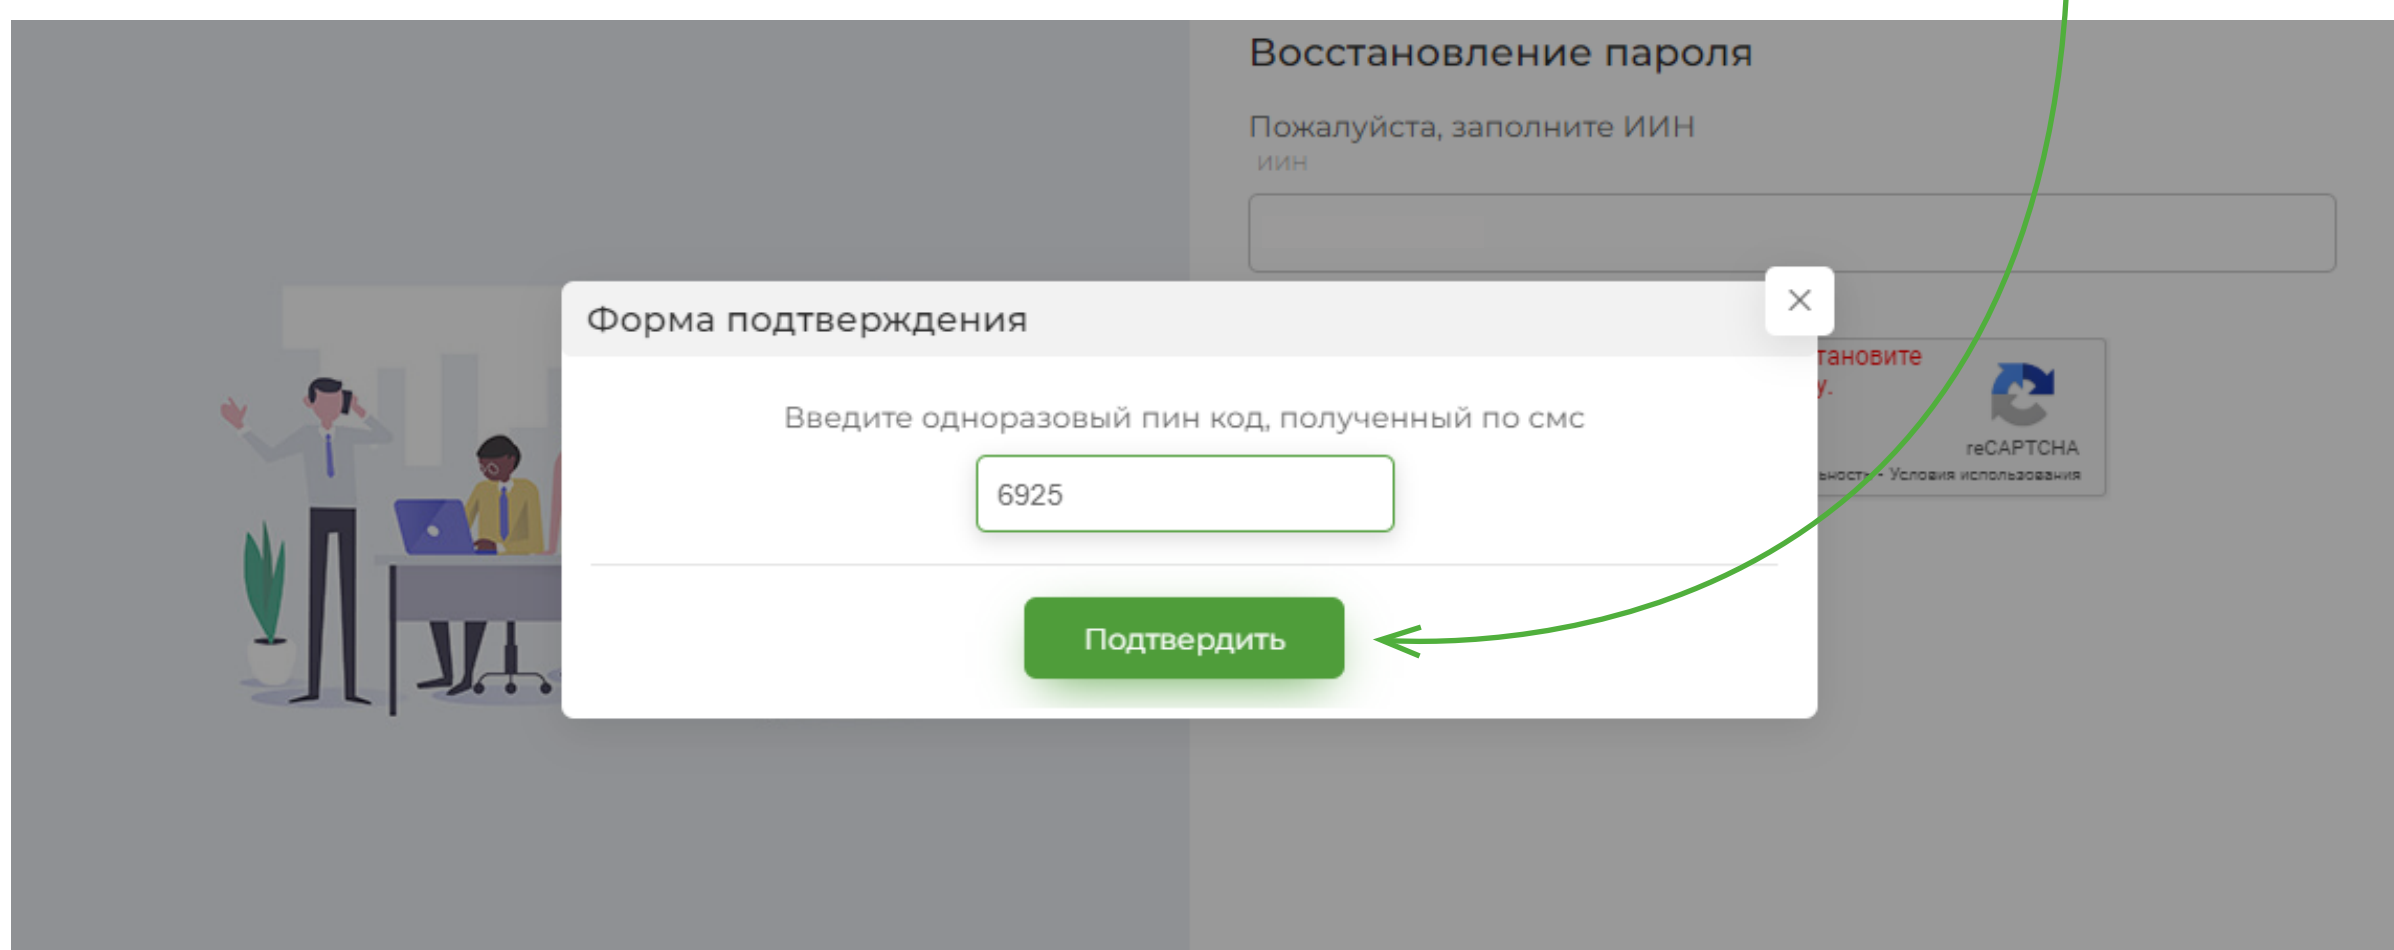 Восстановление пароля
Пожалуйста, заполните ИИН
ИИН
Форма подтверждения
тановите
у.
Введите одноразовый пин код, полученный по смс
reCAPTCHA
ьность - Условия использования
6925
Подтвердить